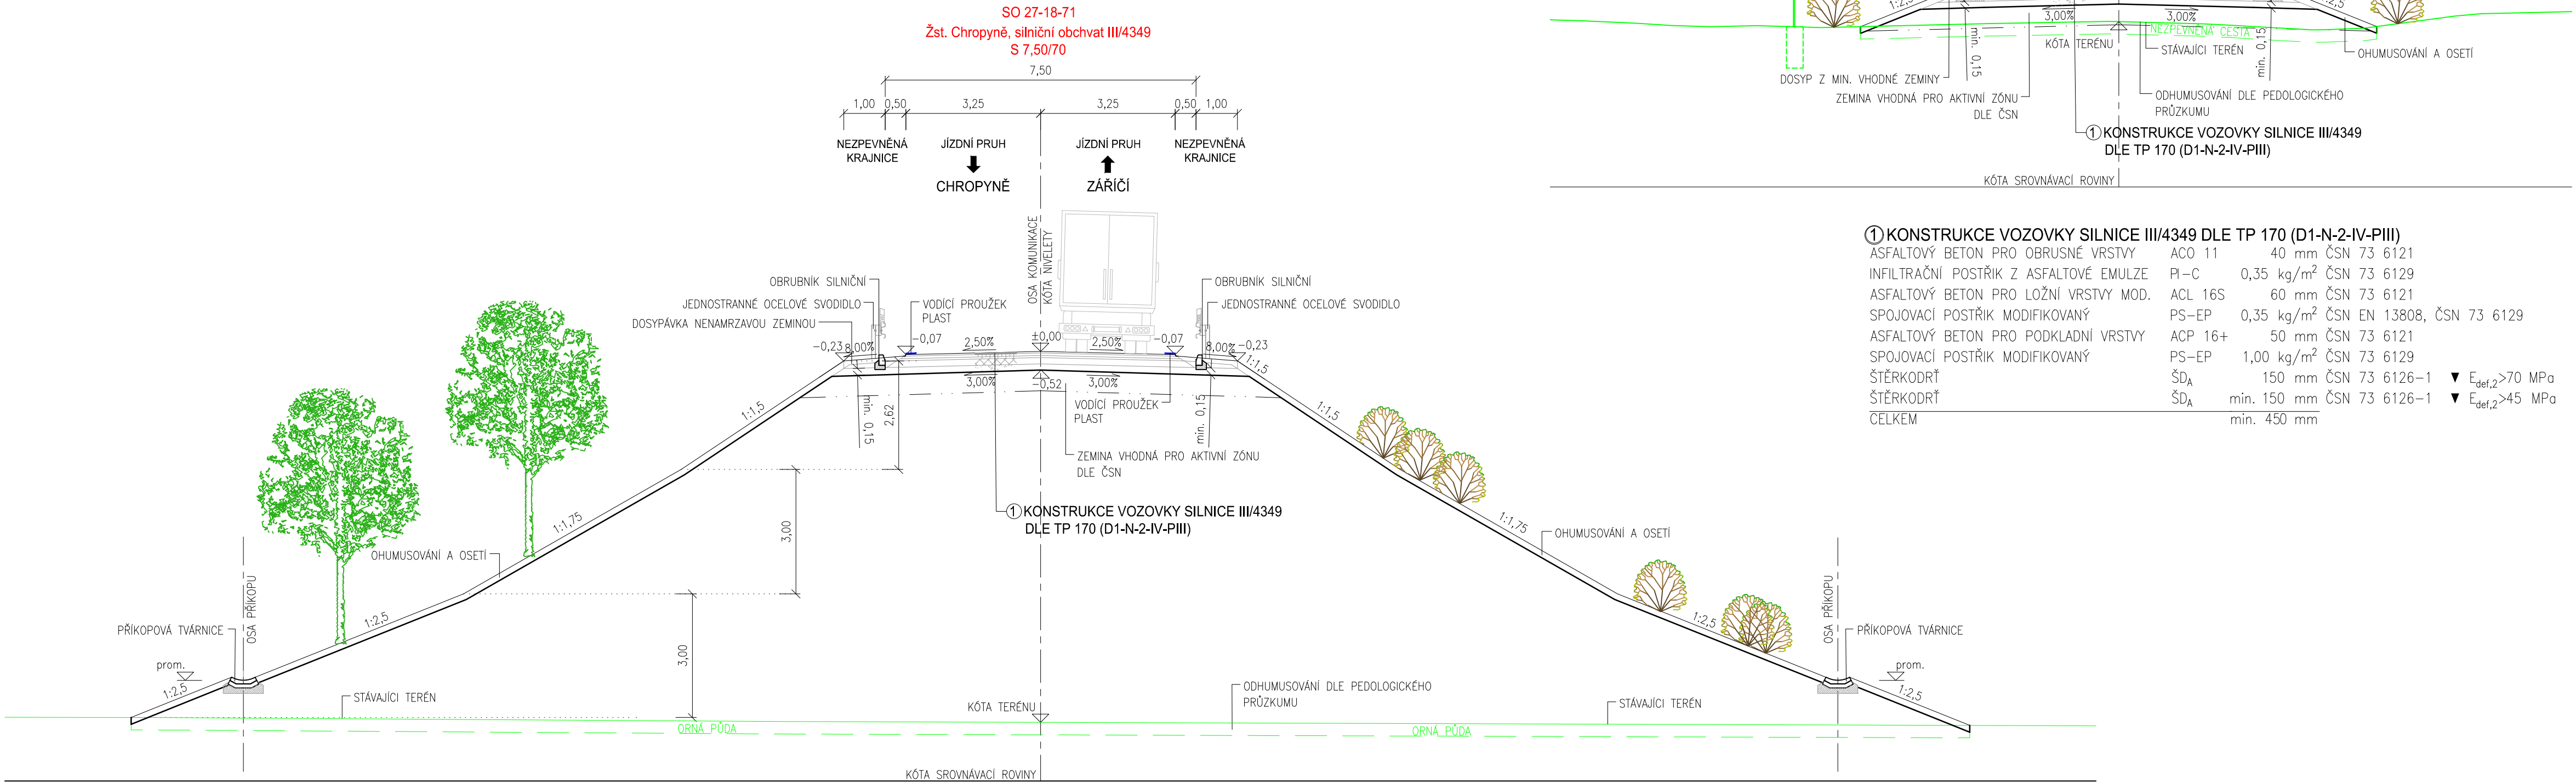 SO 27-18-71
Žst. Chropyně, silniční obchvat III/4349
S 7,50/70
7,50
1,00 0,50 3,25 3,25 0,50 1,00
NEZPEVNĚNÁ KRAJNICE
JÍZDNÍ PRUH
JÍZDNÍ PRUH
NEZPEVNĚNÁ KRAJNICE
CHROPYNĚ
ZÁŘÍČÍ
OSA KOMUNIKACE
KÓTA NIVELETY
OBRUBNÍK SILNIČNÍ
JEDNOSTRANNÉ OCELOVÉ SVODIDLO
DOSYPÁVKA NENAMRZAVOU ZEMINOU
VODÍCÍ PROUŽEK
PLAST
OBRUBNÍK SILNIČNÍ
JEDNOSTRANNÉ OCELOVÉ SVODIDLO
-0,23 8,00% -0,07 2,50% ±0,00 2,50% -0,07 8,00% -0,23
1:1,5
3,00% -0,52 3,00%
1:1,5
min. 0,15
2,62
VODÍCÍ PROUŽEK
PLAST
min. 0,15
1:1,5
ZEMINA VHODNÁ PRO AKTIVNÍ ZÓNU
DLE ČSN
1 KONSTRUKCE VOZOVKY SILNICE III/4349
DLE TP 170 (D1-N-2-IV-PIII)
1:1,75
3,00
1:1,75
OHUMUSOVÁNÍ A OSETÍ
OHUMUSOVÁNÍ A OSETÍ
OSA PŘÍKOPU
OSA PŘÍKOPU
1:2,5
1:2,5
PŘÍKOPOVÁ TVÁRNICE
PŘÍKOPOVÁ TVÁRNICE
3,00
prom.
prom.
1:2,5
1:2,5
STÁVAJÍCI TERÉN
ODHUMUSOVÁNÍ DLE PEDOLOGICKÉHO
PRŮZKUMU
STÁVAJÍCI TERÉN
KÓTA TERÉNU
ORNÁ PŮDA
ORNÁ PŮDA
KÓTA SROVNÁVACÍ ROVINY
1:2,5
3,00% 3,00%
NEZPEVNĚNÁ CESTA
KÓTA TERÉNU
STÁVAJÍCI TERÉN
OHUMUSOVÁNÍ A OSETÍ
min. 0,15
min. 0,15
DOSYP Z MIN. VHODNÉ ZEMINY
ZEMINA VHODNÁ PRO AKTIVNÍ ZÓNU
DLE ČSN
ODHUMUSOVÁNÍ DLE PEDOLOGICKÉHO
PRŮZKUMU
1 KONSTRUKCE VOZOVKY SILNICE III/4349
DLE TP 170 (D1-N-2-IV-PIII)
KÓTA SROVNÁVACÍ ROVINY
1 KONSTRUKCE VOZOVKY SILNICE III/4349 DLE TP 170 (D1-N-2-IV-PIII)
ASFALTOVÝ BETON PRO OBRUSNÉ VRSTVY ACO 11 40 mm ČSN 73 6121
INFILTRAČNÍ POSTŘIK Z ASFALTOVÉ EMULZE PI-C 0,35 kg/m² ČSN 73 6129
ASFALTOVÝ BETON PRO LOŽNÍ VRSTVY MOD. ACL 16S 60 mm ČSN 73 6121
SPOJOVACÍ POSTŘIK MODIFIKOVANÝ PS-EP 0,35 kg/m² ČSN EN 13808, ČSN 73 6129
ASFALTOVÝ BETON PRO PODKLADNÍ VRSTVY ACP 16+ 50 mm ČSN 73 6121
SPOJOVACÍ POSTŘIK MODIFIKOVANÝ PS-EP 1,00 kg/m² ČSN 73 6129
ŠTĚRKODRŤ ŠDA 150 mm ČSN 73 6126-1 ▼ Edef,2>70 MPa
ŠTĚRKODRŤ ŠDA min. 150 mm ČSN 73 6126-1 ▼ Edef,2>45 MPa
CELKEM min. 450 mm